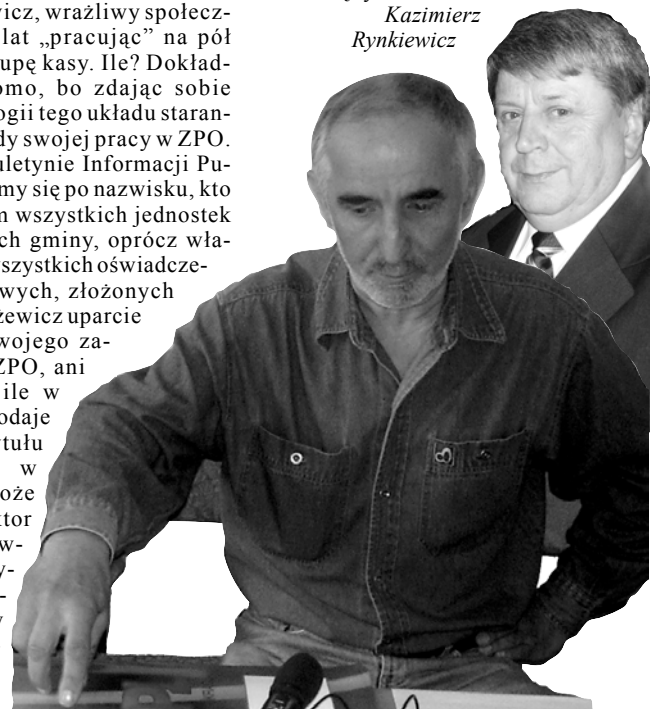 wicz, wrażliwy społecz-
lat „pracując” na pół
upę kasy. Ile? Dokład-
omo, bo zdając sobie
ogii tego układu staran-
dy swojej pracy w ZPO.
uletynie Informacji Pu-
my się po nazwisku, kto
wszystkich jednostek
ch gminy, oprócz wła-
wszystkich oświadcze-
wych, złożonych
żewicz uparcie
wojego za-
ZPO, ani
ile w
odaje
ytułu
w
oże
ktor
w-
y-
-
Kazimierz
Rynkiewicz